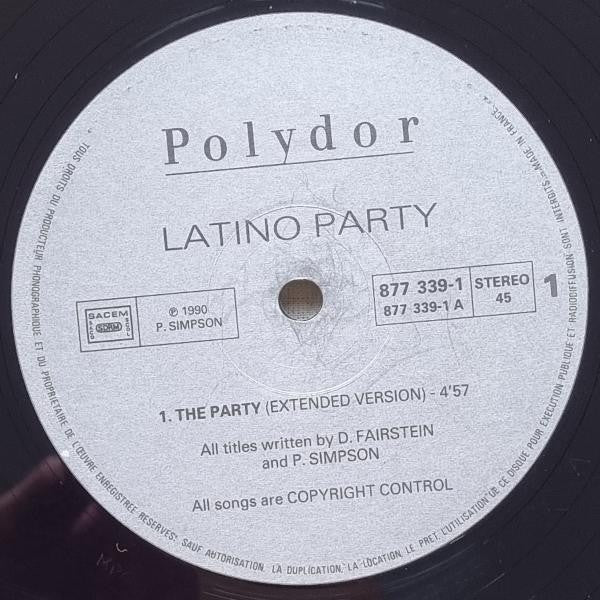 Polydor
LATINO PARTY
SACEM
SDRM
℗ 1990
P. SIMPSON
877 339-1
877 339-1 A
STEREO
45
1
1. THE PARTY (EXTENDED VERSION) - 4'57
All titles written by D. FAIRSTEIN
and P. SIMPSON
All songs are COPYRIGHT CONTROL
TOUS DROITS DU PRODUCTEUR PHONOGRAPHIQUE ET DU PROPRIETAIRE DE L'ŒUVRE ENREGISTREE RESERVES. SAUF AUTORISATION LA DUPLICATION, LA LOCATION, LE PRET, L'UTILISATION DE CE DISQUE POUR EXECUTION PUBLIQUE ET RADIODIFFUSION SONT INTERDITS - MADE IN FRANCE